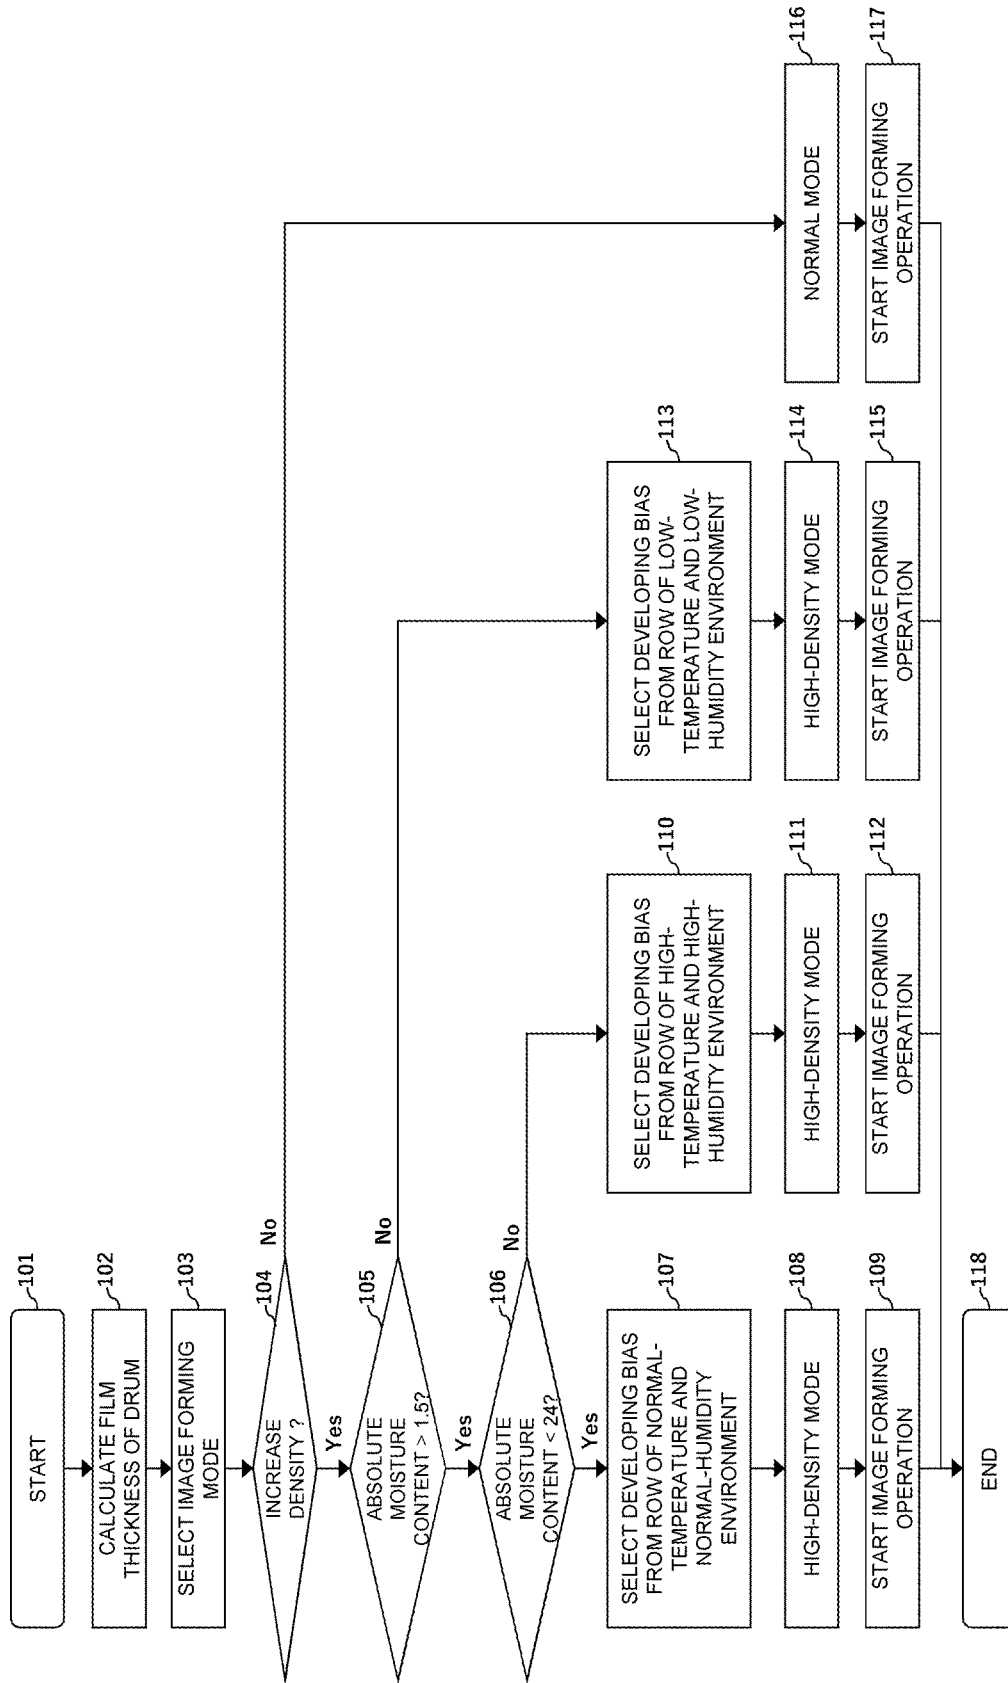 START
101
CALCULATE FILM
THICKNESS OF DRUM
102
SELECT IMAGE FORMING
MODE
103
INCREASE
DENSITY ?
104
No
Yes
ABSOLUTE
MOISTURE
CONTENT > 1.5?
105
No
Yes
ABSOLUTE
MOISTURE
CONTENT < 24?
106
No
Yes
SELECT DEVELOPING BIAS
FROM ROW OF NORMAL-
TEMPERATURE AND
NORMAL-HUMIDITY
ENVIRONMENT
107
HIGH-DENSITY MODE
108
START IMAGE FORMING
OPERATION
109
SELECT DEVELOPING BIAS
FROM ROW OF HIGH-
TEMPERATURE AND HIGH-
HUMIDITY ENVIRONMENT
110
HIGH-DENSITY MODE
111
START IMAGE FORMING
OPERATION
112
SELECT DEVELOPING BIAS
FROM ROW OF LOW-
TEMPERATURE AND LOW-
HUMIDITY ENVIRONMENT
113
HIGH-DENSITY MODE
114
START IMAGE FORMING
OPERATION
115
NORMAL MODE
116
START IMAGE FORMING
OPERATION
117
END
118